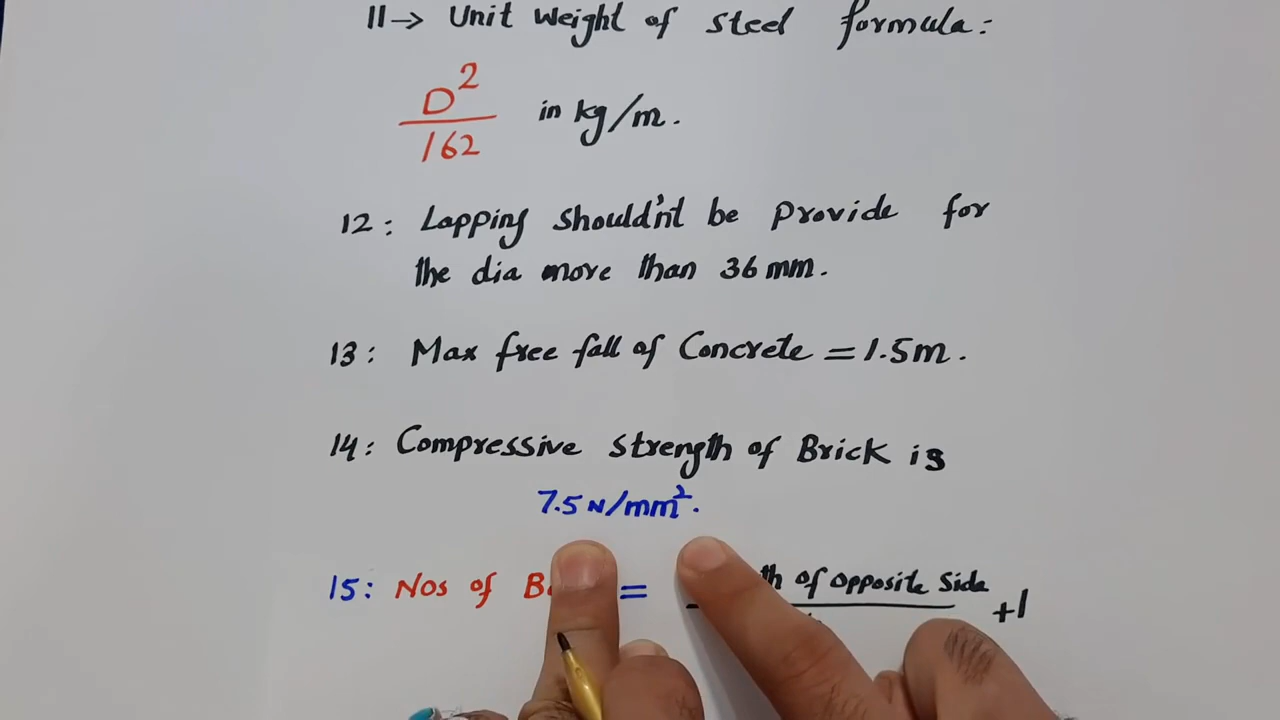 11→ Unit Weight of steel formula:
D²
162
in kg/m.
12: Lapping shouldn't be provide for
the dia more than 36 mm.
13: Max free fall of Concrete = 1.5m.
14: Compressive strength of Brick is
7.5 N/mm².
15: Nos of = of opposite Side
+1